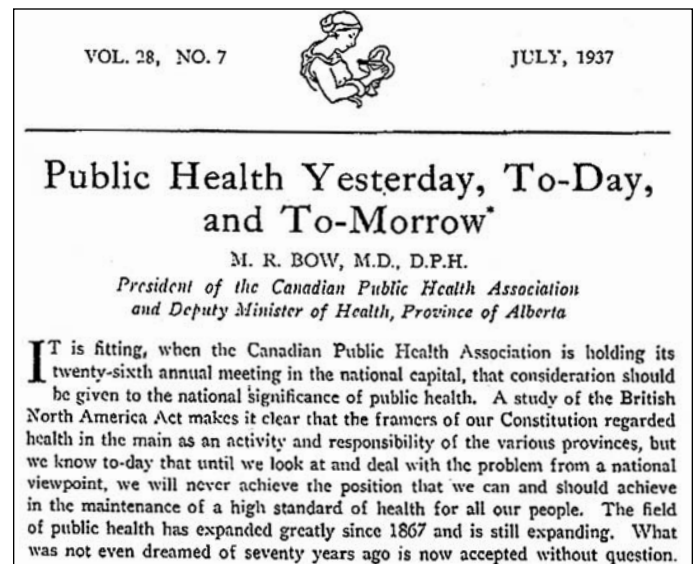 VOL. 28, NO. 7
JULY, 1937
Public Health Yesterday, To-Day,
and To-Morrow*
M. R. BOW, M.D., D.P.H.
President of the Canadian Public Health Association
and Deputy Minister of Health, Province of Alberta
IT is fitting, when the Canadian Public Health Association is holding its
twenty-sixth annual meeting in the national capital, that consideration should
be given to the national significance of public health. A study of the British
North America Act makes it clear that the framers of our Constitution regarded
health in the main as an activity and responsibility of the various provinces, but
we know to-day that until we look at and deal with the problem from a national
viewpoint, we will never achieve the position that we can and should achieve
in the maintenance of a high standard of health for all our people. The field
of public health has expanded greatly since 1867 and is still expanding. What
was not even dreamed of seventy years ago is now accepted without question.